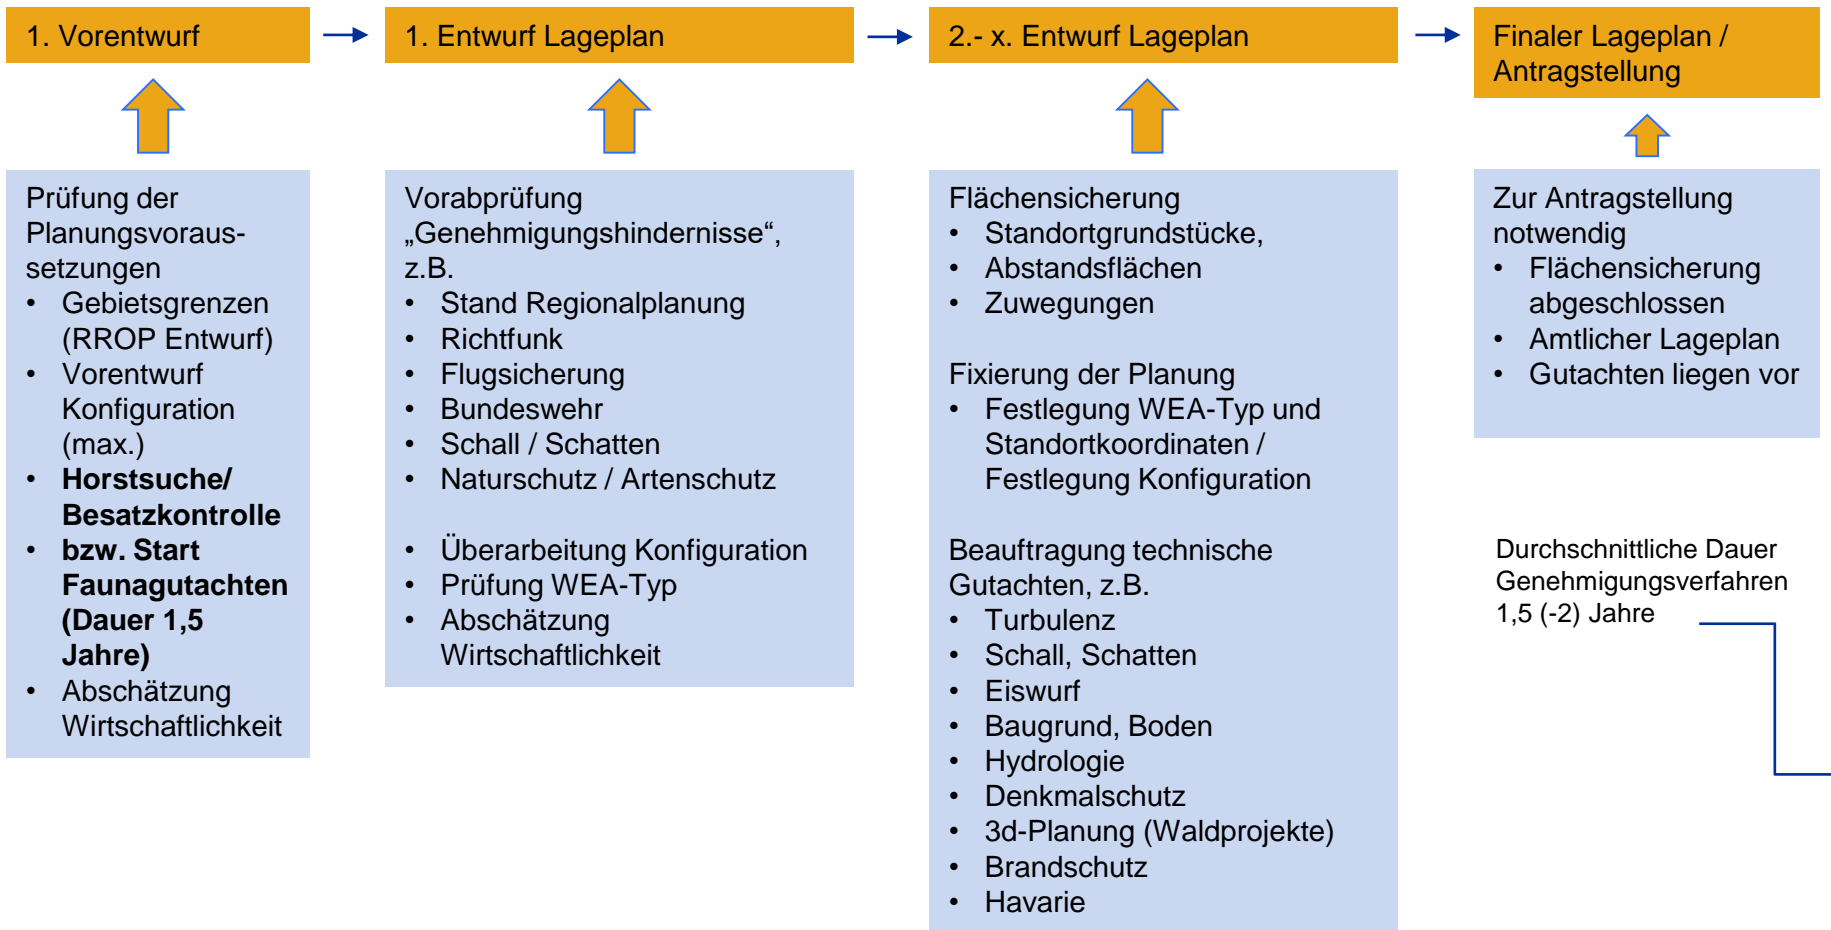 1. Vorentwurf
Prüfung der
Planungsvoraus-
setzungen
• Gebietsgrenzen
(RROP Entwurf)
• Vorentwurf
Konfiguration
(max.)
• Horstsuche/
Besatzkontrolle
• bzw. Start
Faunagutachten
(Dauer 1,5
Jahre)
• Abschätzung
Wirtschaftlichkeit
1. Entwurf Lageplan
Vorabprüfung
„Genehmigungshindernisse“,
z.B.
• Stand Regionalplanung
• Richtfunk
• Flugsicherung
• Bundeswehr
• Schall / Schatten
• Naturschutz / Artenschutz
• Überarbeitung Konfiguration
• Prüfung WEA-Typ
• Abschätzung
Wirtschaftlichkeit
2.- x. Entwurf Lageplan
Flächensicherung
• Standortgrundstücke,
• Abstandsflächen
• Zuwegungen
Fixierung der Planung
• Festlegung WEA-Typ und
Standortkoordinaten /
Festlegung Konfiguration
Beauftragung technische
Gutachten, z.B.
• Turbulenz
• Schall, Schatten
• Eiswurf
• Baugrund, Boden
• Hydrologie
• Denkmalschutz
• 3d-Planung (Waldprojekte)
• Brandschutz
• Havarie
Finaler Lageplan /
Antragstellung
Zur Antragstellung
notwendig
• Flächensicherung
abgeschlossen
• Amtlicher Lageplan
• Gutachten liegen vor
Durchschnittliche Dauer
Genehmigungsverfahren
1,5 (-2) Jahre